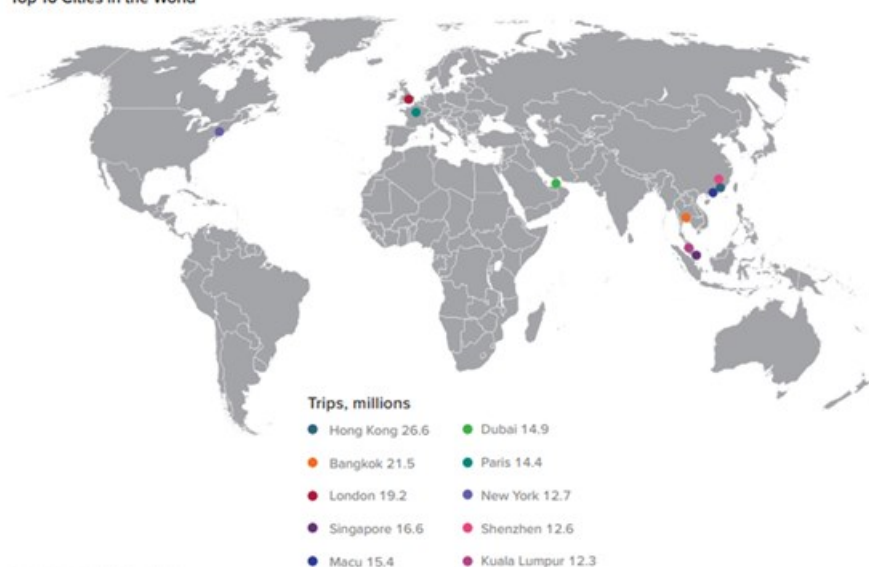 Top 10 Cities in the World
Trips, millions
Hong Kong 26.6
Bangkok 21.5
London 19.2
Singapore 16.6
Macu 15.4
Dubai 14.9
Paris 14.4
New York 12.7
Shenzhen 12.6
Kuala Lumpur 12.3